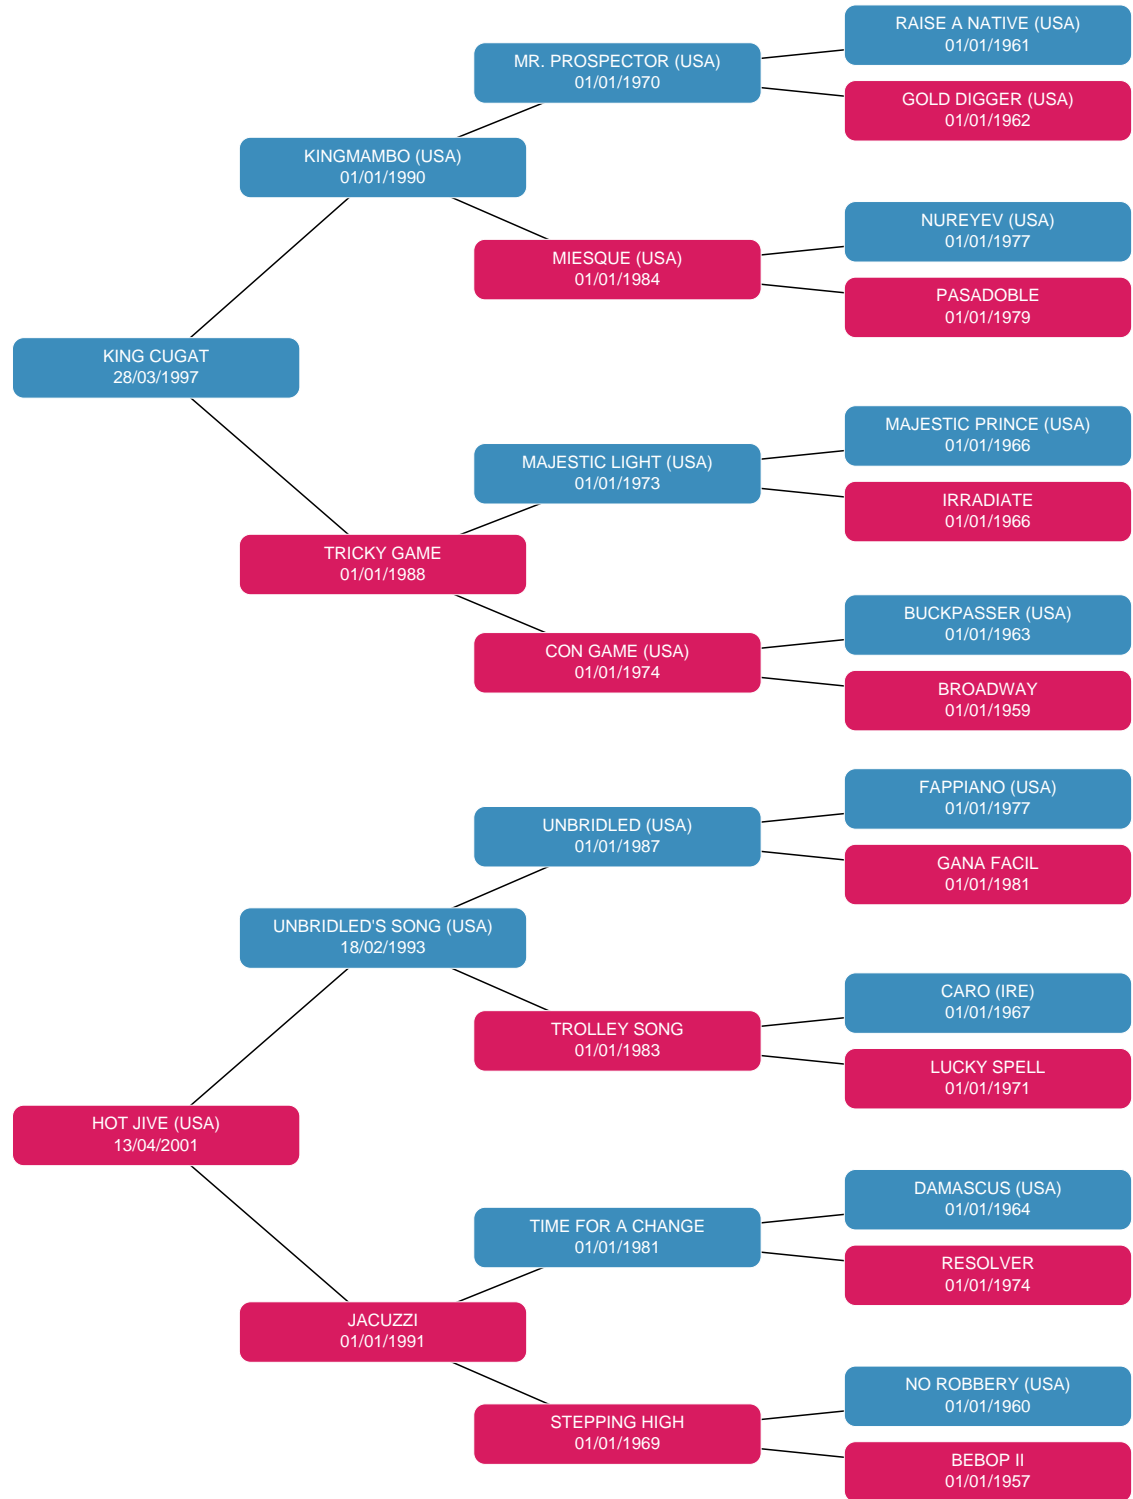 RAISE A NATIVE (USA)
01/01/1961
MR. PROSPECTOR (USA)
01/01/1970
GOLD DIGGER (USA)
01/01/1962
KINGMAMBO (USA)
01/01/1990
NUREYEV (USA)
01/01/1977
MIESQUE (USA)
01/01/1984
PASADOBLE
01/01/1979
KING CUGAT
28/03/1997
MAJESTIC PRINCE (USA)
01/01/1966
MAJESTIC LIGHT (USA)
01/01/1973
IRRADIATE
01/01/1966
TRICKY GAME
01/01/1988
BUCKPASSER (USA)
01/01/1963
CON GAME (USA)
01/01/1974
BROADWAY
01/01/1959
FAPPIANO (USA)
01/01/1977
UNBRIDLED (USA)
01/01/1987
GANA FACIL
01/01/1981
UNBRIDLED'S SONG (USA)
18/02/1993
CARO (IRE)
01/01/1967
TROLLEY SONG
01/01/1983
LUCKY SPELL
01/01/1971
HOT JIVE (USA)
13/04/2001
DAMASCUS (USA)
01/01/1964
TIME FOR A CHANGE
01/01/1981
RESOLVER
01/01/1974
JACUZZI
01/01/1991
NO ROBBERY (USA)
01/01/1960
STEPPING HIGH
01/01/1969
BEBOP II
01/01/1957